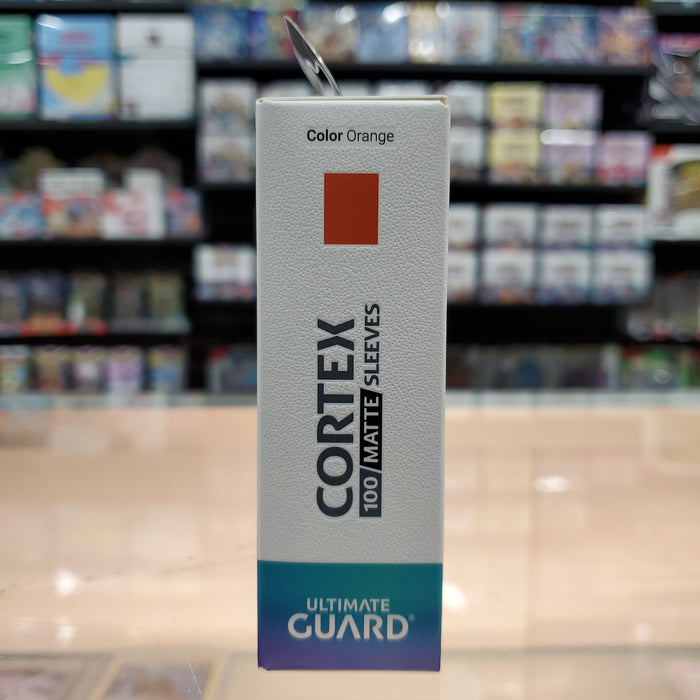 Color Orange
CORTEX
100/MATTE/SLEEVES
ULTIMATE
GUARD®